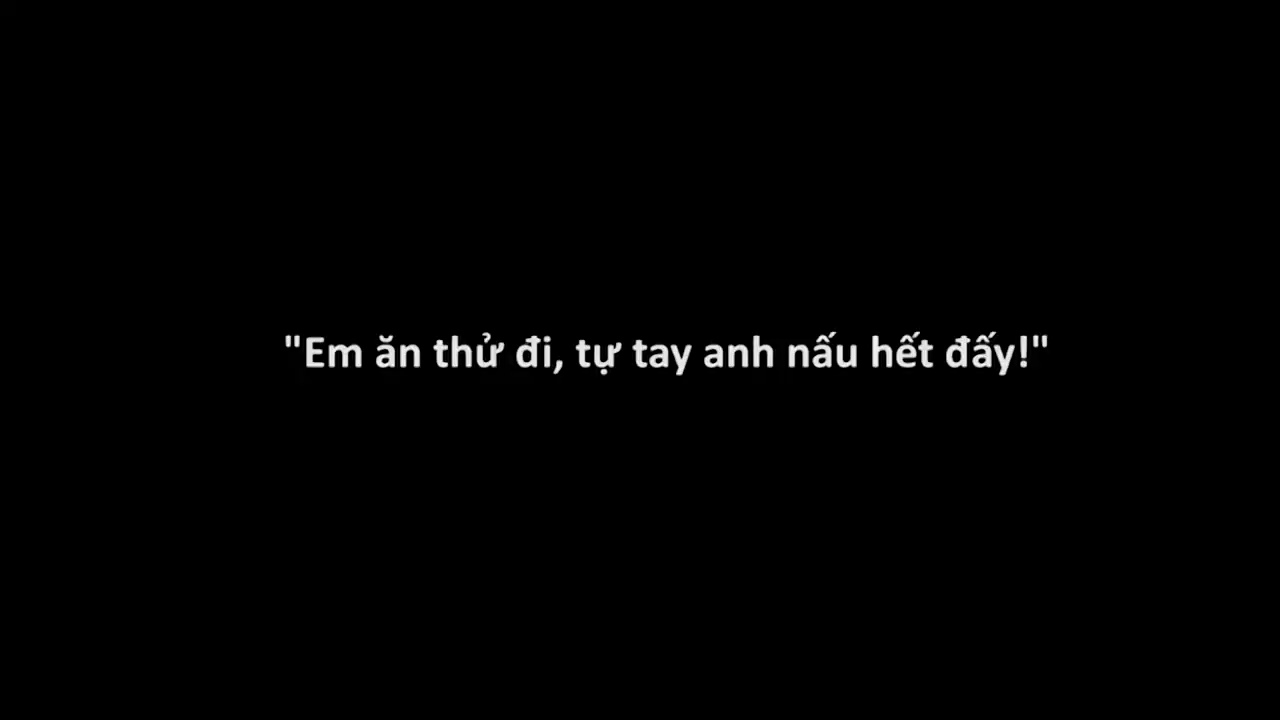 "Em ăn thử đi, tự tay anh nấu hết đấy!"